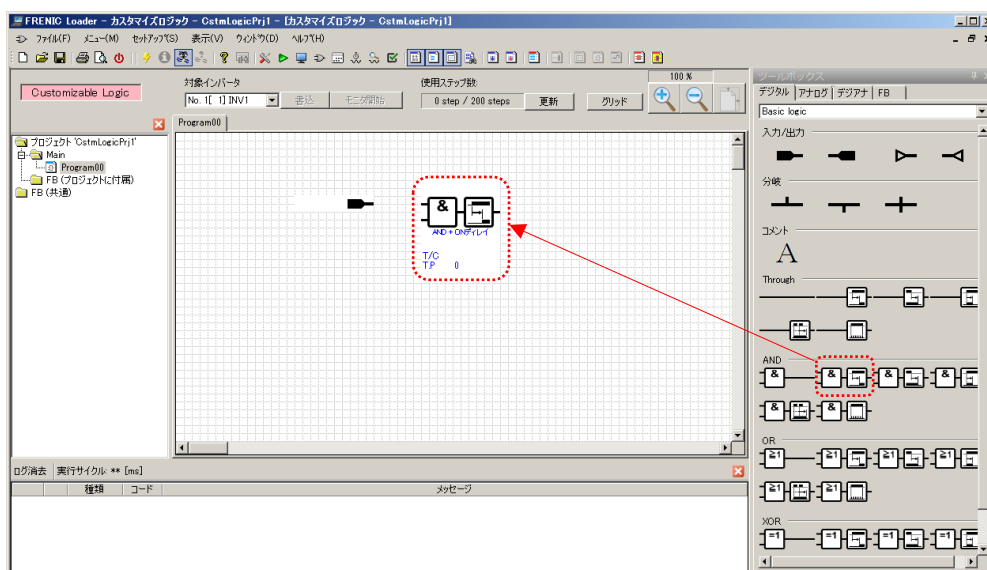 FRENIC Loader - カスタマイズロジック - CstmLogicPrj1 - [カスタマイズロジック - CstmLogicPrj1]
ファイル(F) メニュー(M) セットアップ(S) 表示(V) ウィンドウ(D) ヘルプ(H)
Customizable Logic
対象インバータ
使用ステップ数:
100 %
No. 1[ 1] INV1
書込
モニタ開始
0 step / 200 steps
更新
グリッド
ツールボックス
デジタル アナログ デジアナ FB
Basic logic
Program00
プロジェクト 'CstmLogicPrj1'
Main
Program00
FB (プロジェクトに付属)
FB (共通)
&
AND + ONディレイ
T/C
T.P 0
入力/出力
分岐
コメント
A
Through
AND
& & & &
& &
OR
≥1 ≥1 ≥1 ≥1
≥1 ≥1
XOR
=1 =1 =1 =1
ログ消去 実行サイクル: ** [ms]
種類 コード メッセージ